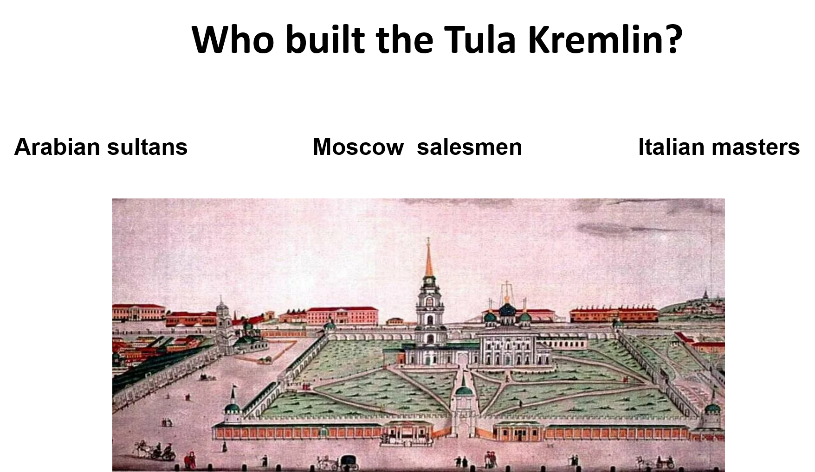 Who built the Tula Kremlin?
Arabian sultans Moscow salesmen Italian masters